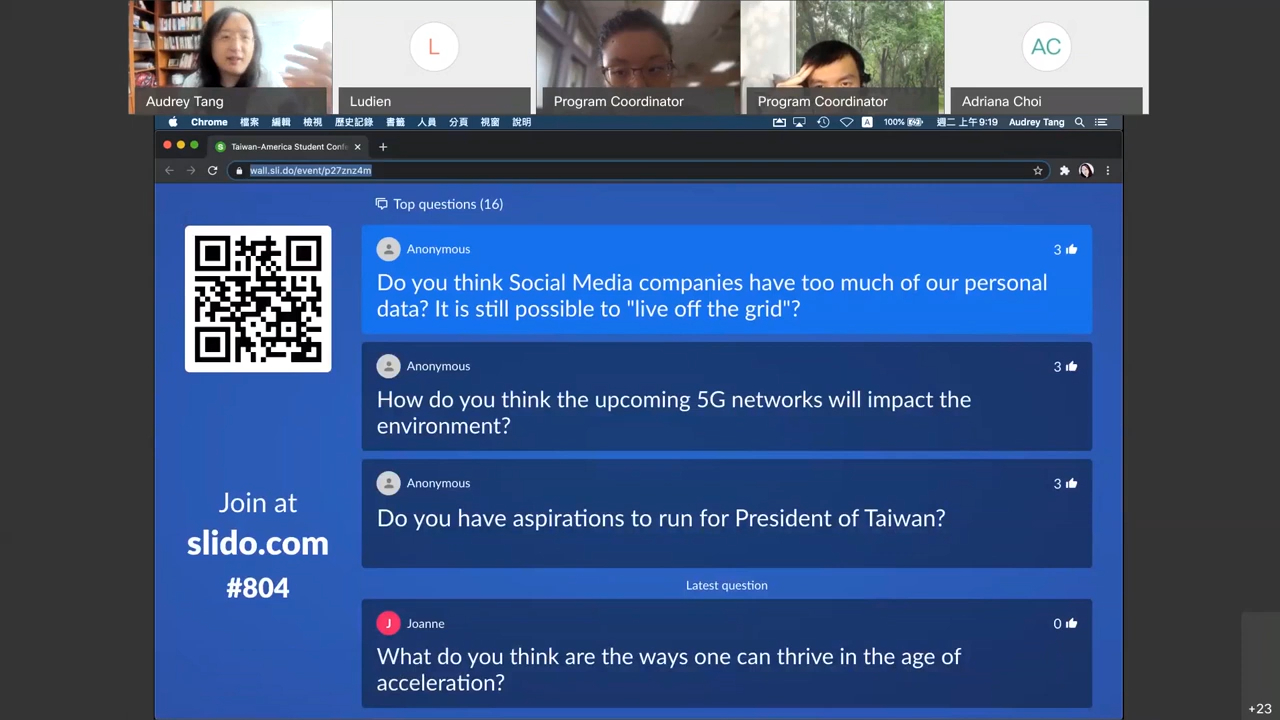 Audrey Tang
L
Ludien
Program Coordinator
Program Coordinator
AC
Adriana Choi
Chrome 檔案 編輯 檢視 歷史記錄 書籤 人員 分頁 視窗 說明
A 100% 週二 上午9:19 Audrey Tang
S Taiwan-America Student Confe
wall.sli.do/event/p27znz4m
Top questions (16)
Anonymous
3
Do you think Social Media companies have too much of our personal
data? It is still possible to "live off the grid"?
Anonymous
3
How do you think the upcoming 5G networks will impact the
environment?
Anonymous
3
Do you have aspirations to run for President of Taiwan?
Join at
slido.com
#804
Latest question
J
Joanne
0
What do you think are the ways one can thrive in the age of
acceleration?
+23